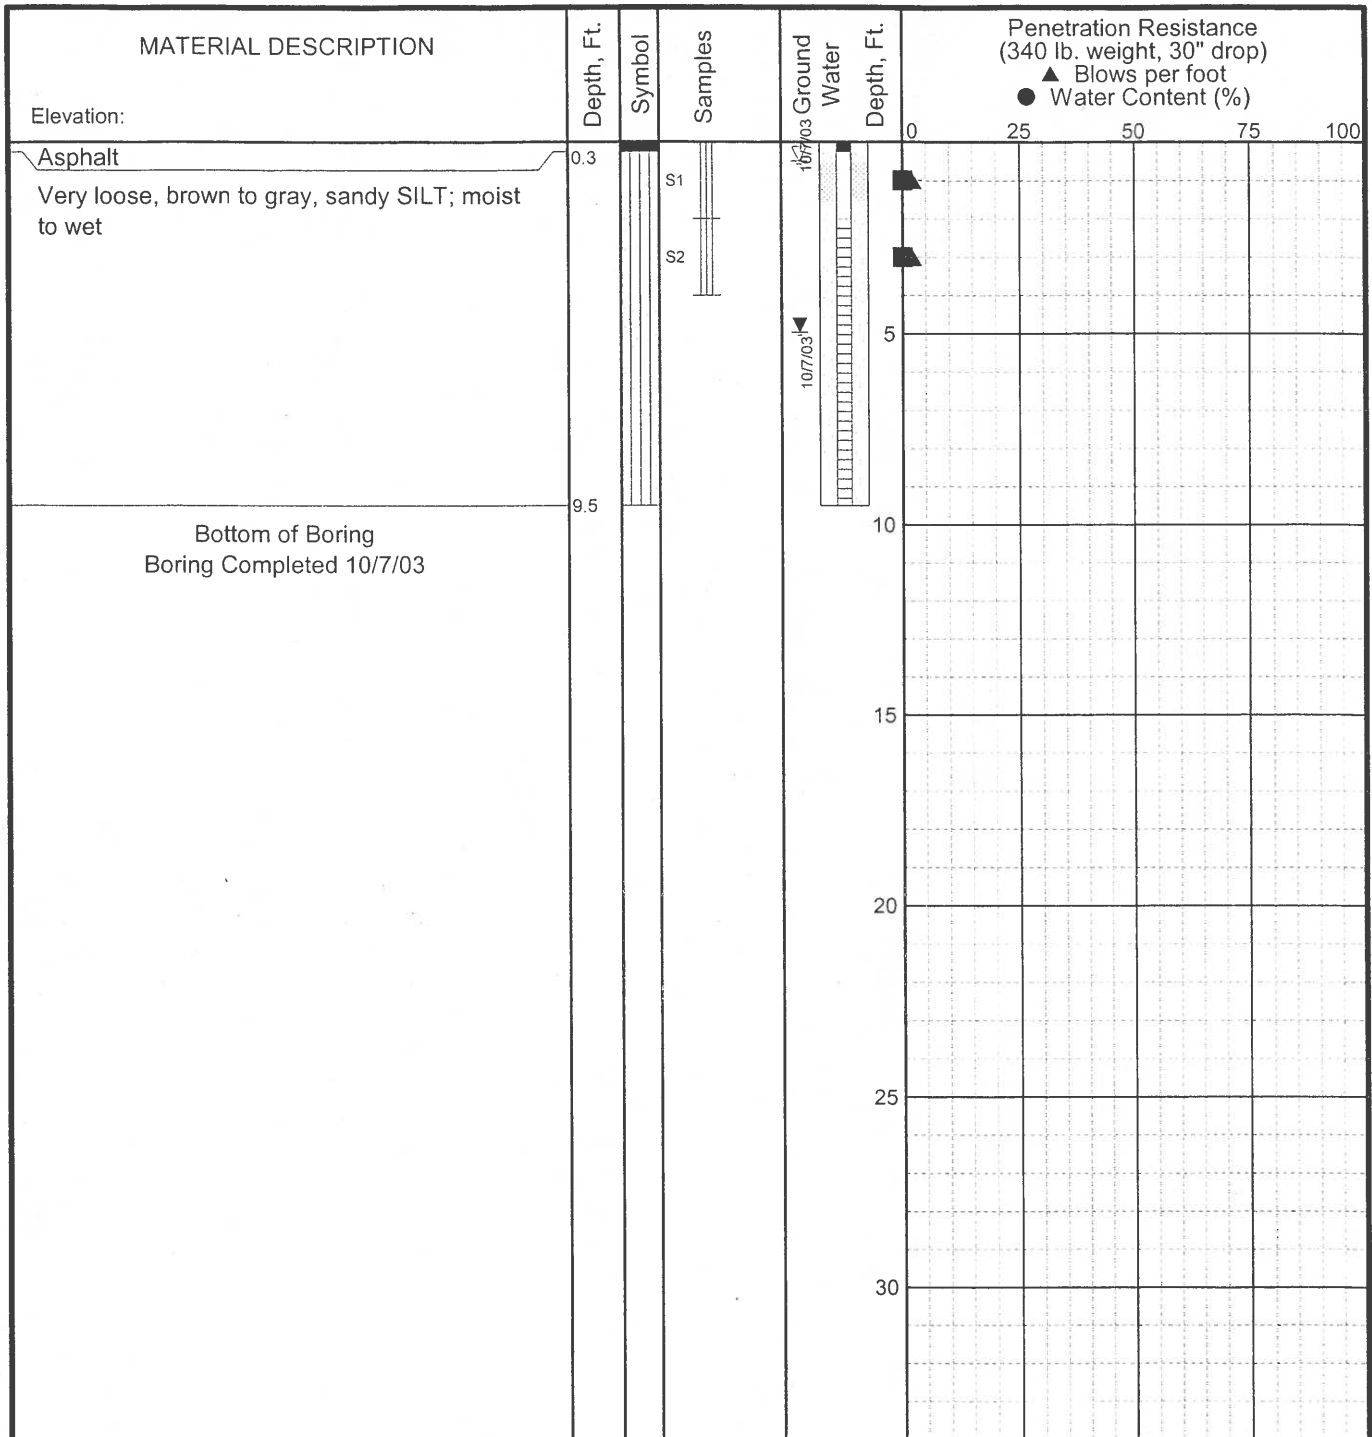 MATERIAL DESCRIPTION
Elevation:
Depth, Ft.
Symbol
Samples
Ground
Water
Depth, Ft.
Penetration Resistance
(340 lb. weight, 30" drop)
▲ Blows per foot
● Water Content (%)
0 25 50 75 100
Asphalt
0.3
10/7/03
Very loose, brown to gray, sandy SILT; moist
to wet
S1
S2
10/7/03
5
9.5
Bottom of Boring
Boring Completed 10/7/03
10
15
20
25
30